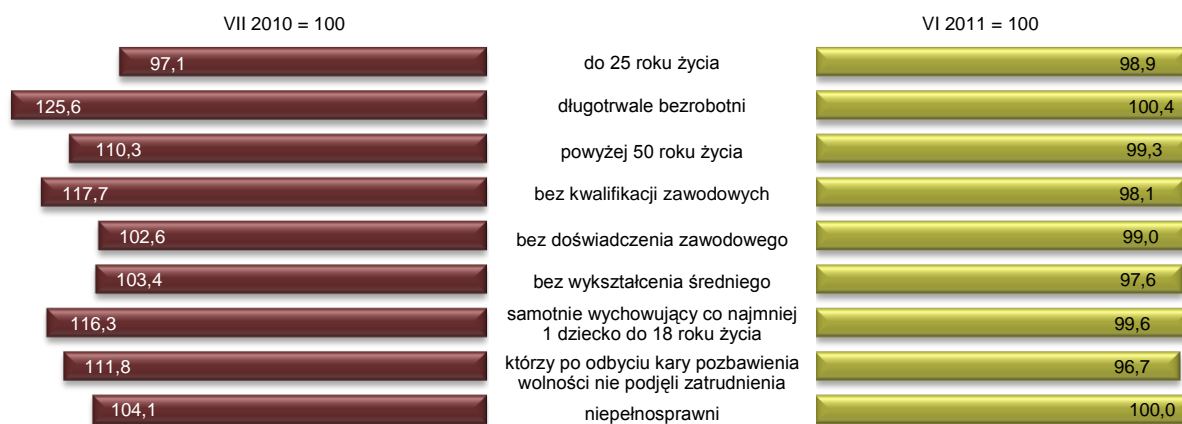 VII 2010 = 100
VI 2011 = 100
97,1 do 25 roku życia 98,9
125,6 długotrwale bezrobotni 100,4
110,3 powyżej 50 roku życia 99,3
117,7 bez kwalifikacji zawodowych 98,1
102,6 bez doświadczenia zawodowego 99,0
103,4 bez wykształcenia średniego 97,6
116,3 samotnie wychowujący co najmniej
1 dziecko do 18 roku życia 99,6
111,8 którzy po odbyciu kary pozbawienia
wolności nie podjęli zatrudnienia 96,7
104,1 niepełnosprawni 100,0